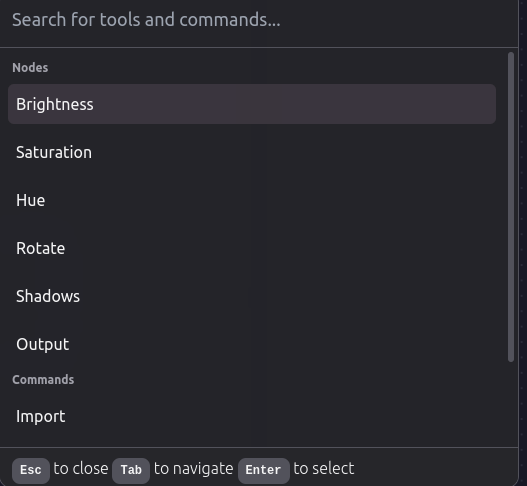 Search for tools and commands...
Nodes
Brightness
Saturation
Hue
Rotate
Shadows
Output
Commands
Import
Esc to close Tab to navigate Enter to select